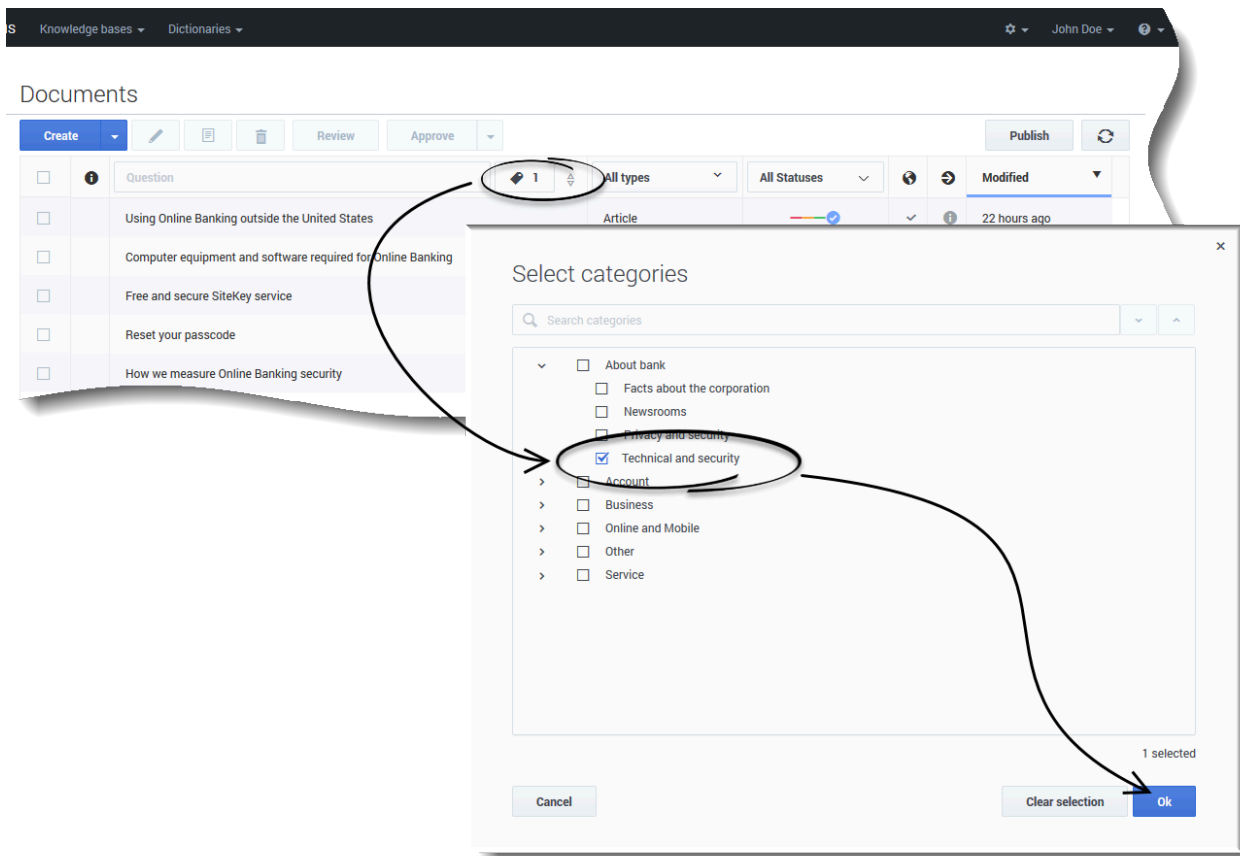 IS Knowledge bases Dictionaries John Doe
Documents
Create Review Approve Publish
Question 1 All types All Statuses Modified
Using Online Banking outside the United States Article 22 hours ago
Computer equipment and software required for Online Banking
Free and secure SiteKey service
Reset your passcode
How we measure Online Banking security
Select categories
Search categories
About bank
Facts about the corporation
Newsrooms
Privacy and security
Technical and security
Account
Business
Online and Mobile
Other
Service
1 selected
Cancel Clear selection Ok